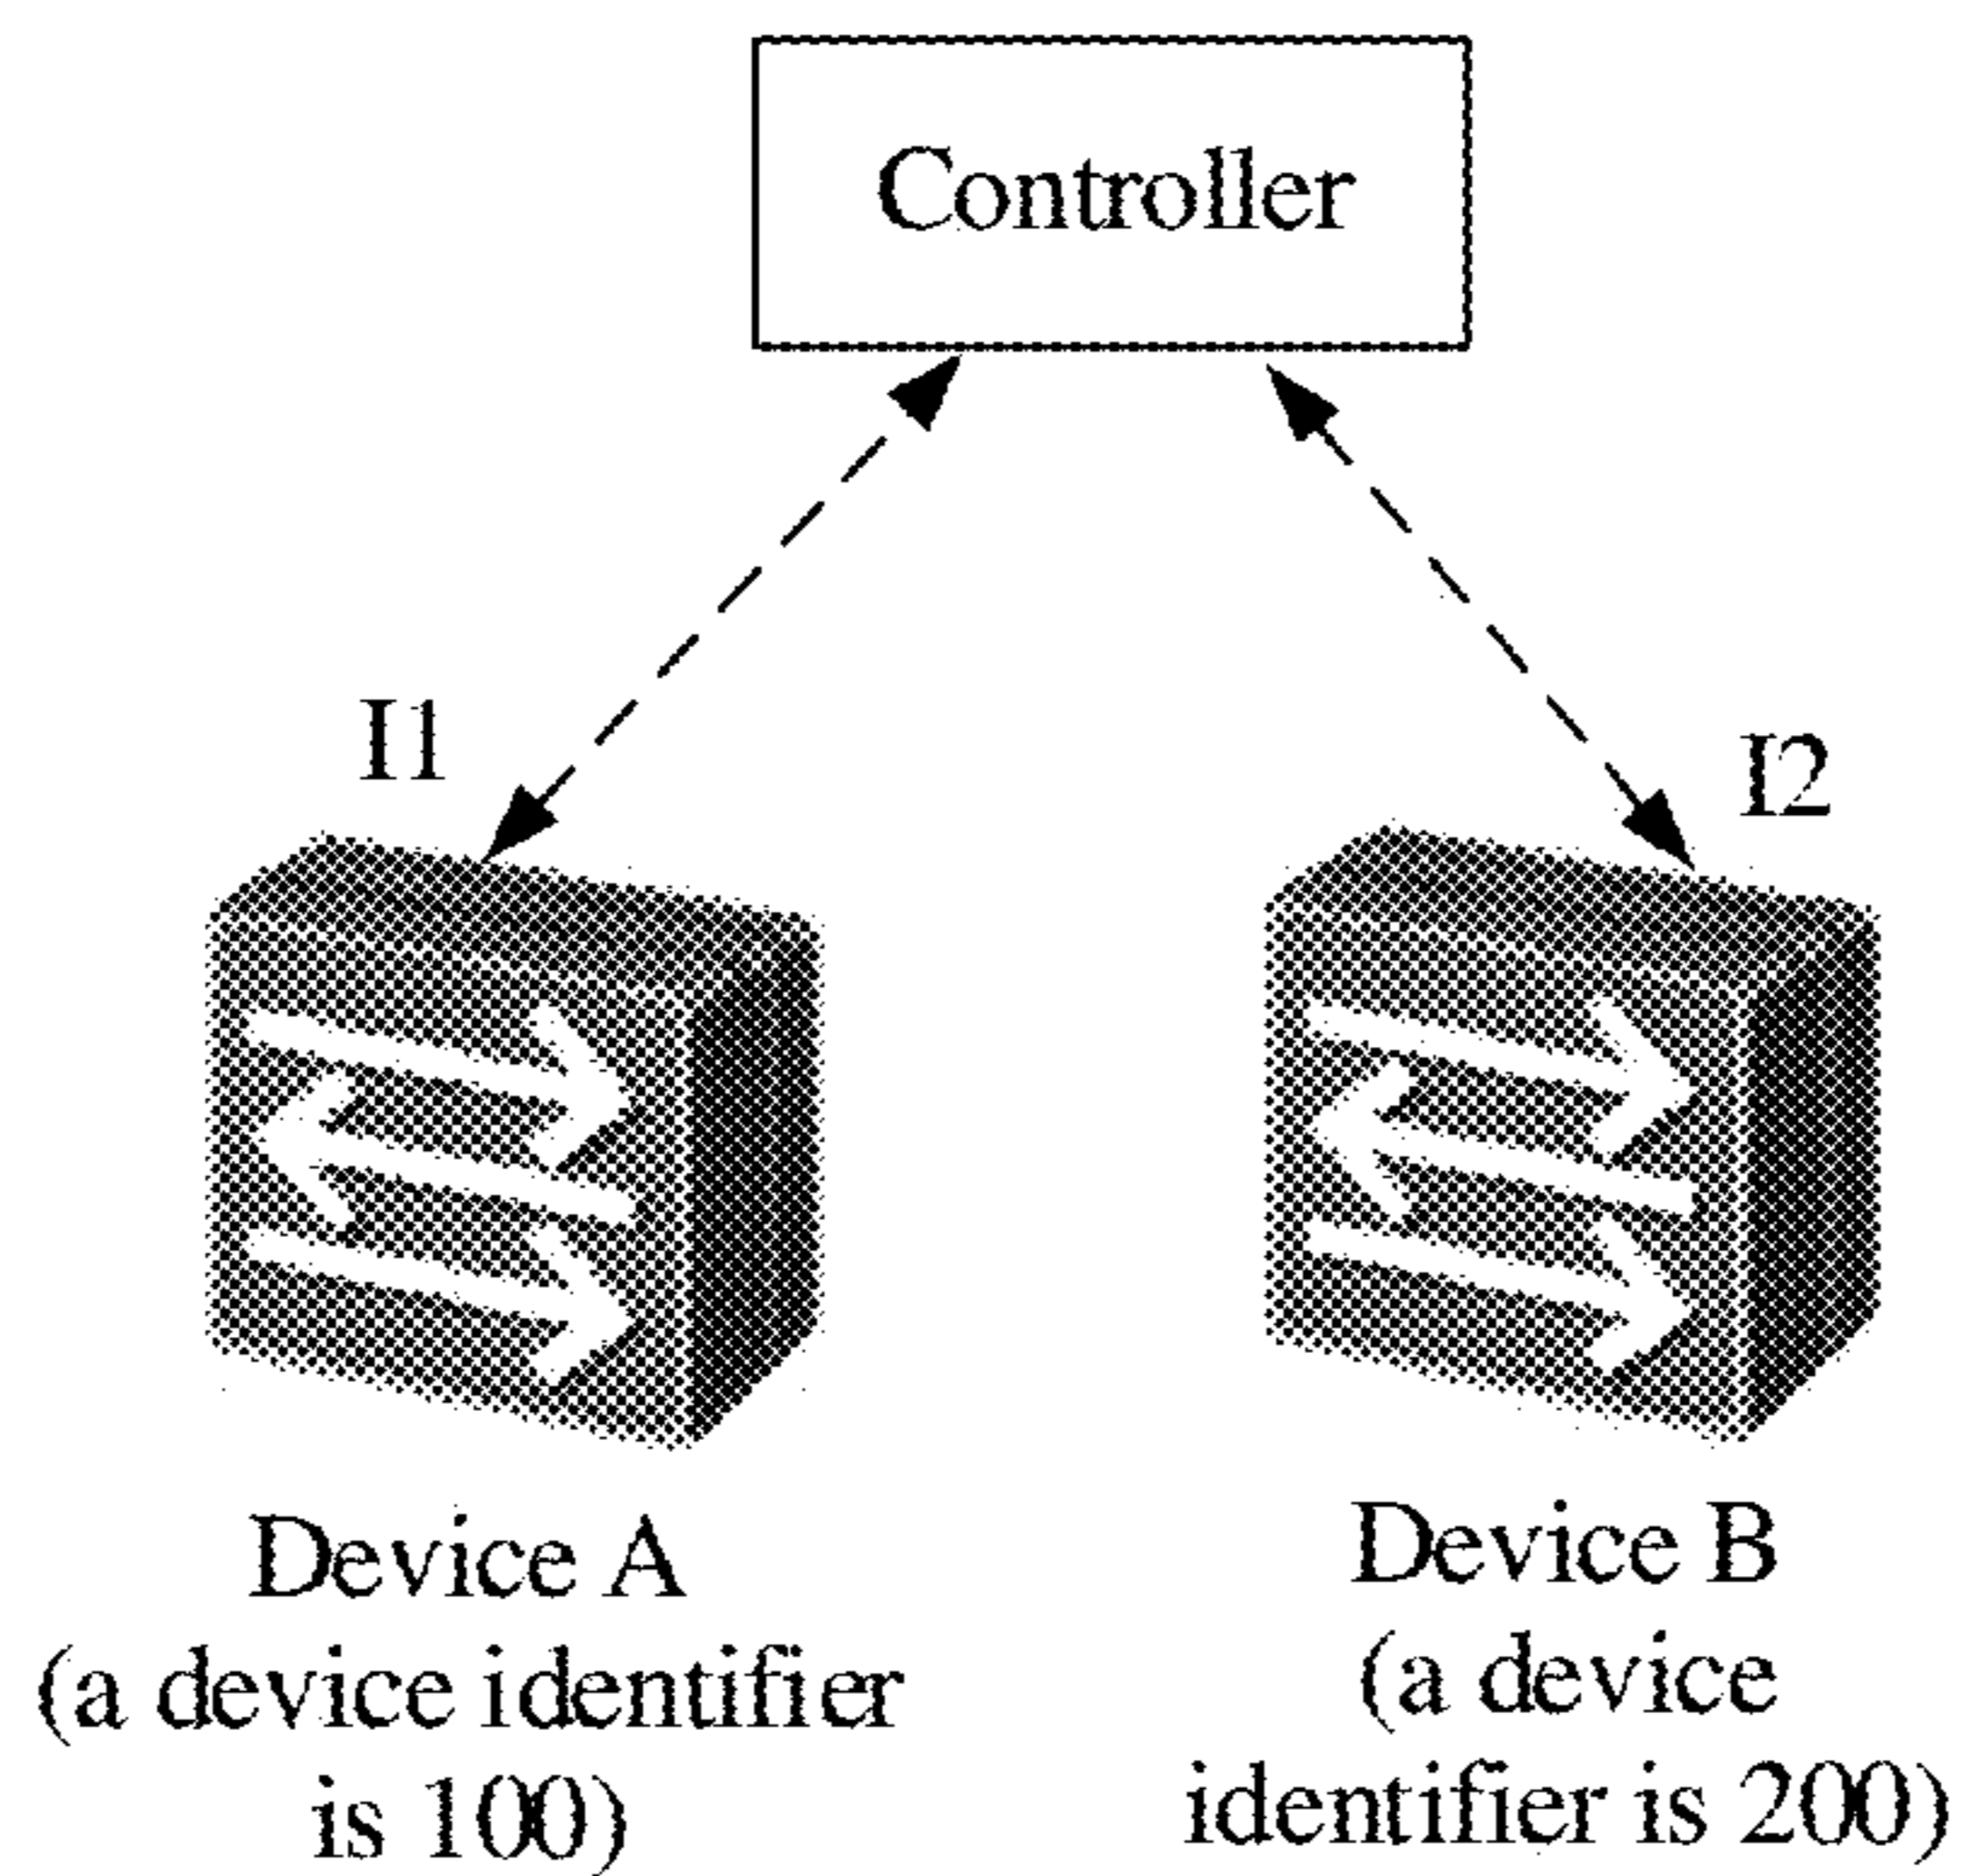 Controller
I1
I2
Device A
(a device identifier
is 100)
Device B
(a device
identifier is 200)